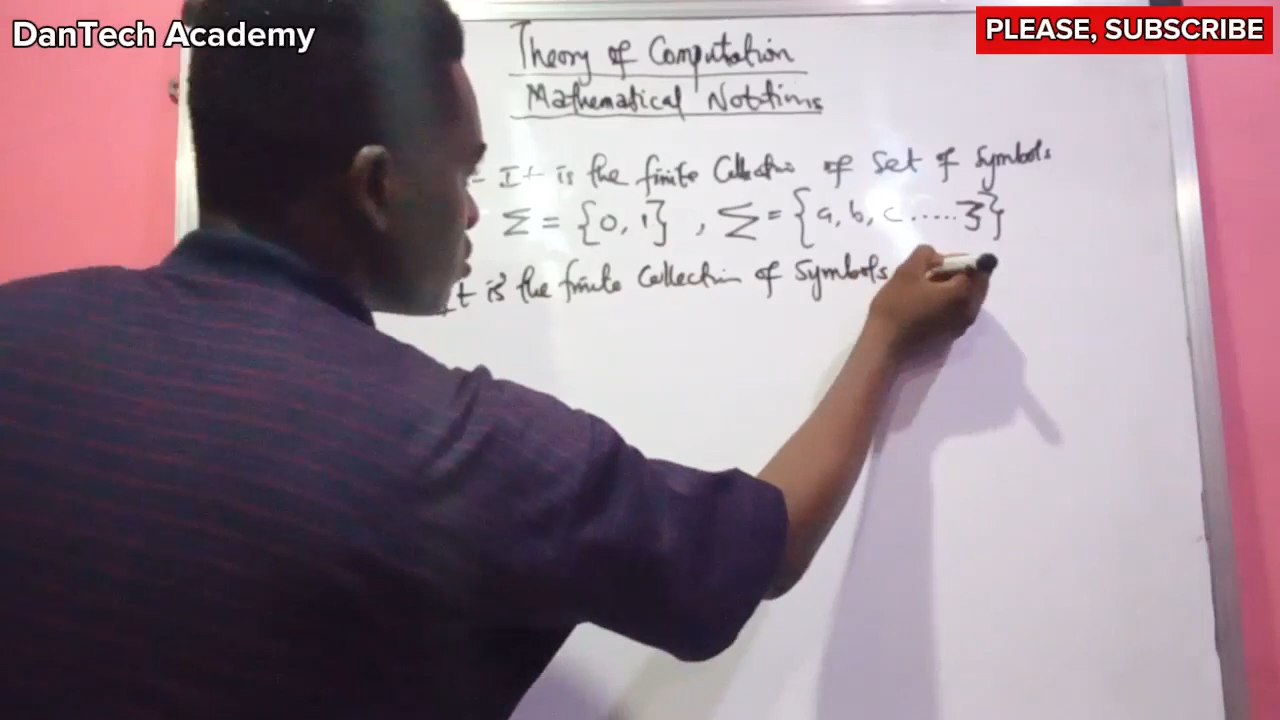 DanTech Academy
PLEASE, SUBSCRIBE
Theory of Computation
Mathematical Notations
- It is the finite Collection of Set of Symbols
Σ = {0, 1} , Σ = {a, b, c.....z}
It is the finite Collection of Symbols